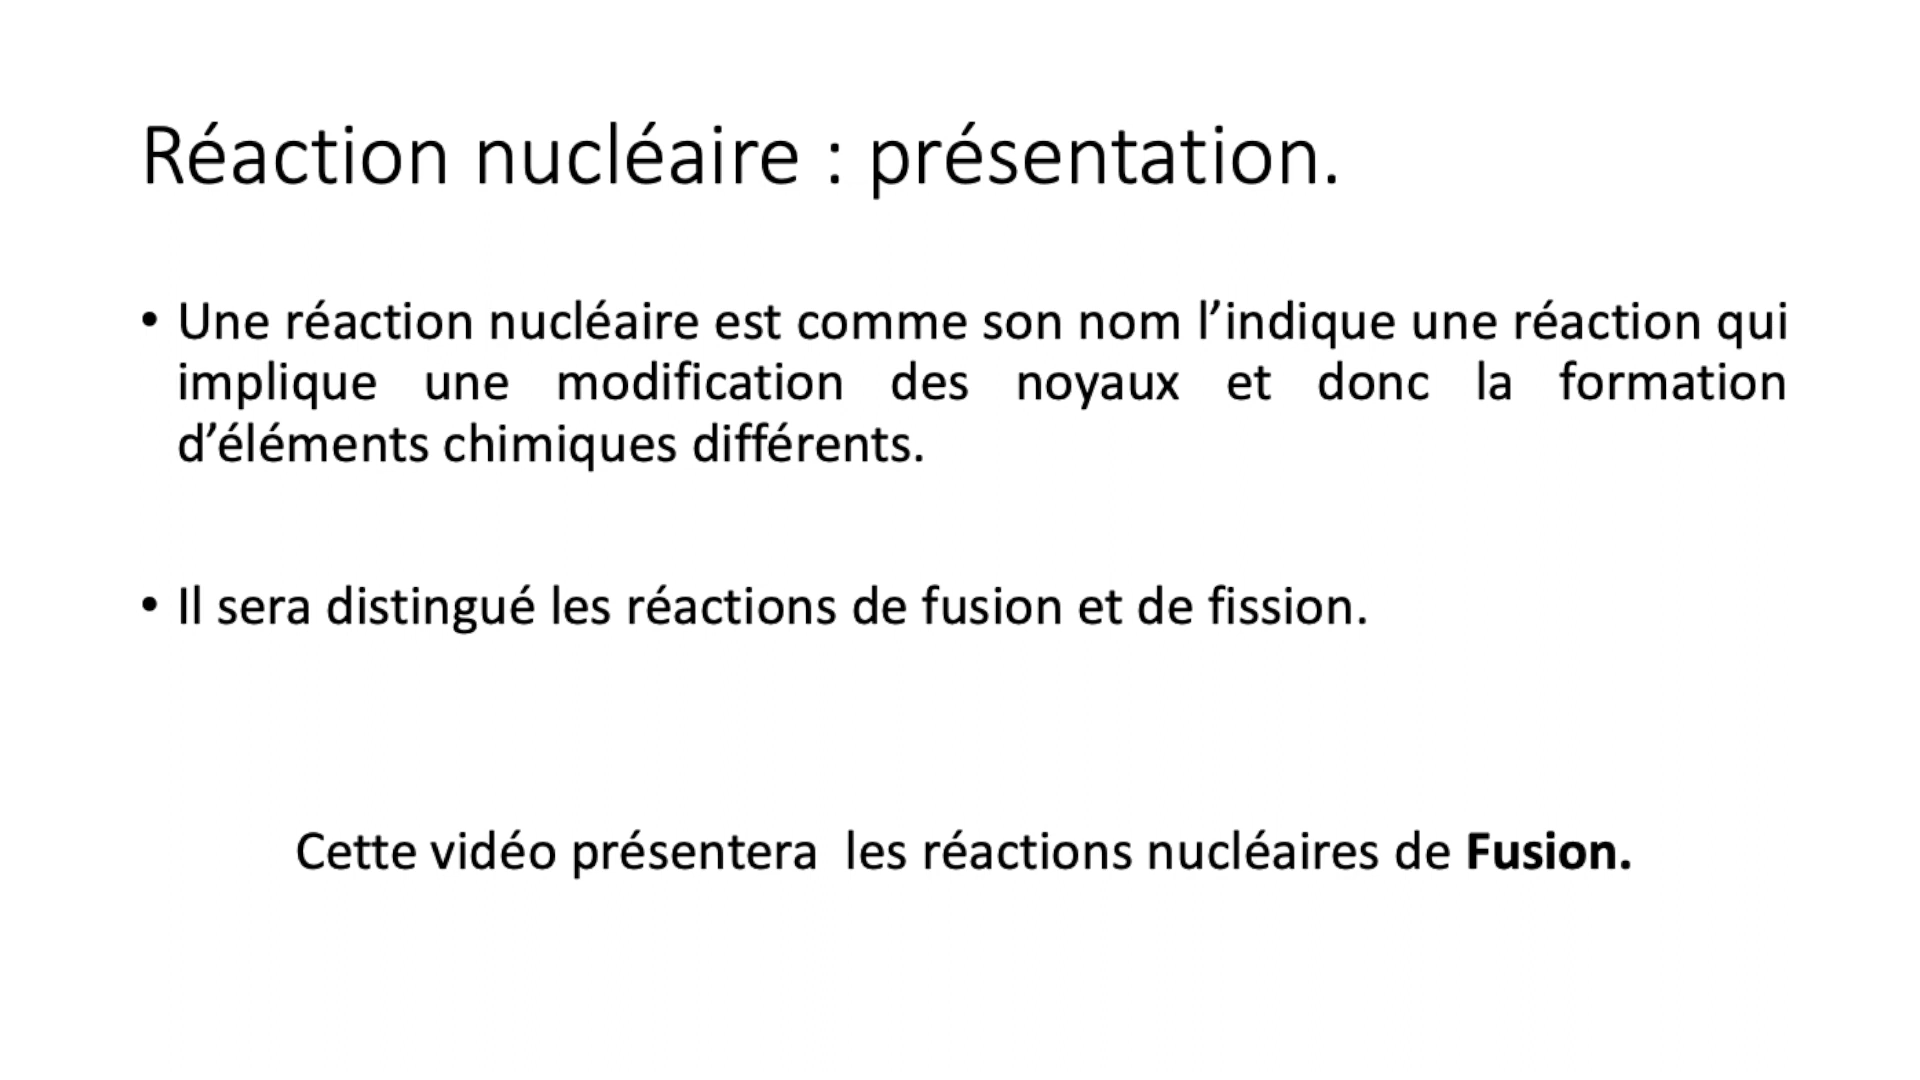 Réaction nucléaire : présentation.
• Une réaction nucléaire est comme son nom l’indique une réaction qui
implique une modification des noyaux et donc la formation
d’éléments chimiques différents.
• Il sera distingué les réactions de fusion et de fission.
Cette vidéo présentera  les réactions nucléaires de Fusion.